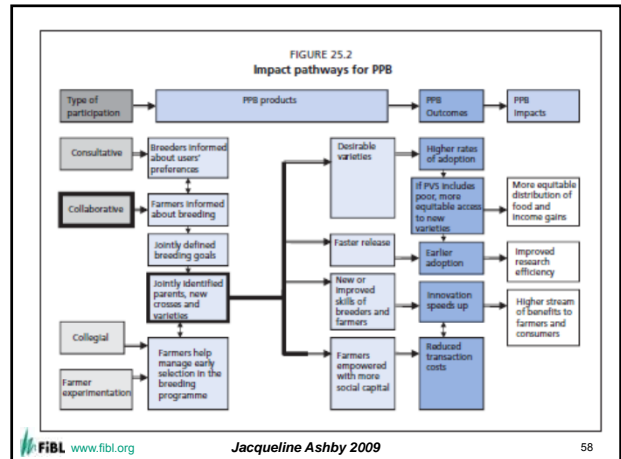 FIGURE 25.2
Impact pathways for PPB
Type of
participation
PPB products
PPB
Outcomes
PPB
Impacts
Consultative
Breeders informed
about users'
preferences
Collaborative
Farmers informed
about breeding
Jointly defined
breeding goals
Jointly identified
parents, new
crosses and
varieties
Collegial
Farmer
experimentation
Farmers help
manage early
selection in the
breeding
programme
Desirable
varieties
Faster release
New or
improved
skills of
breeders and
farmers
Farmers
empowered
with more
social capital
Higher rates
of adoption
If PVS includes
poor, more
equitable access
to new
varieties
Earlier
adoption
Innovation
speeds up
Reduced
transaction
costs
More equitable
distribution of
food and
income gains
Improved
research
efficiency
Higher stream
of benefits to
farmers and
consumers
FiBL www.fibl.org
Jacqueline Ashby 2009
58